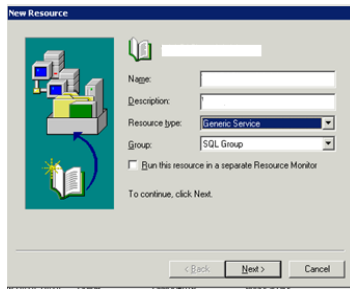 New Resource
Name:
Description:
Resource type:
Generic Service
Group:
SQL Group
Run this resource in a separate Resource Monitor
To continue, click Next.
< Back
Next >
Cancel